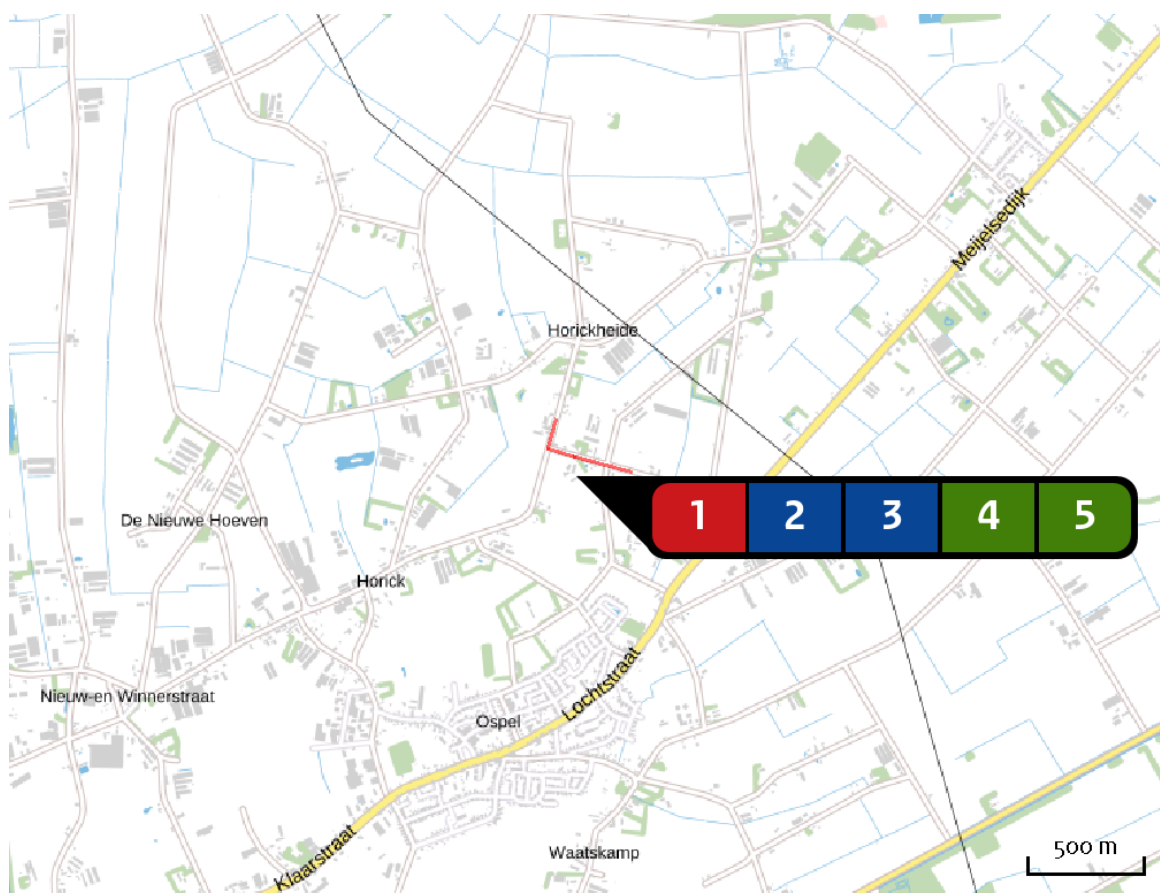 Meijelsedijk
Horickheide
1 2 3 4 5
De Nieuwe Hoeven
Horick
Nieuw-en Winnerstraat
Lochtstraat
Ospel
Klaarstraat
Waatskamp
500 m